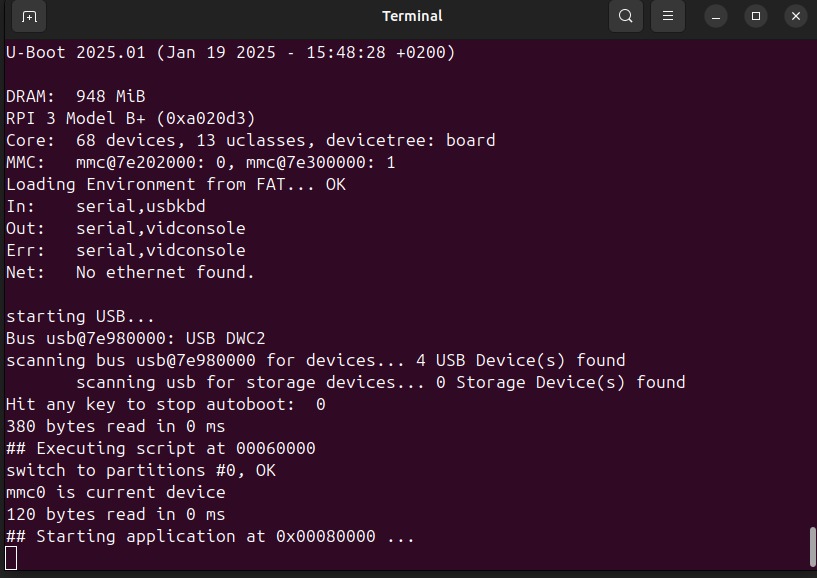 Terminal
U-Boot 2025.01 (Jan 19 2025 - 15:48:28 +0200)
DRAM:  948 MiB
RPI 3 Model B+ (0xa020d3)
Core:  68 devices, 13 uclasses, devicetree: board
MMC:   mmc@7e202000: 0, mmc@7e300000: 1
Loading Environment from FAT... OK
In:    serial,usbkbd
Out:   serial,vidconsole
Err:   serial,vidconsole
Net:   No ethernet found.
starting USB...
Bus usb@7e980000: USB DWC2
scanning bus usb@7e980000 for devices... 4 USB Device(s) found
       scanning usb for storage devices... 0 Storage Device(s) found
Hit any key to stop autoboot:  0
380 bytes read in 0 ms
## Executing script at 00060000
switch to partitions #0, OK
mmc0 is current device
120 bytes read in 0 ms
## Starting application at 0x00080000 ...